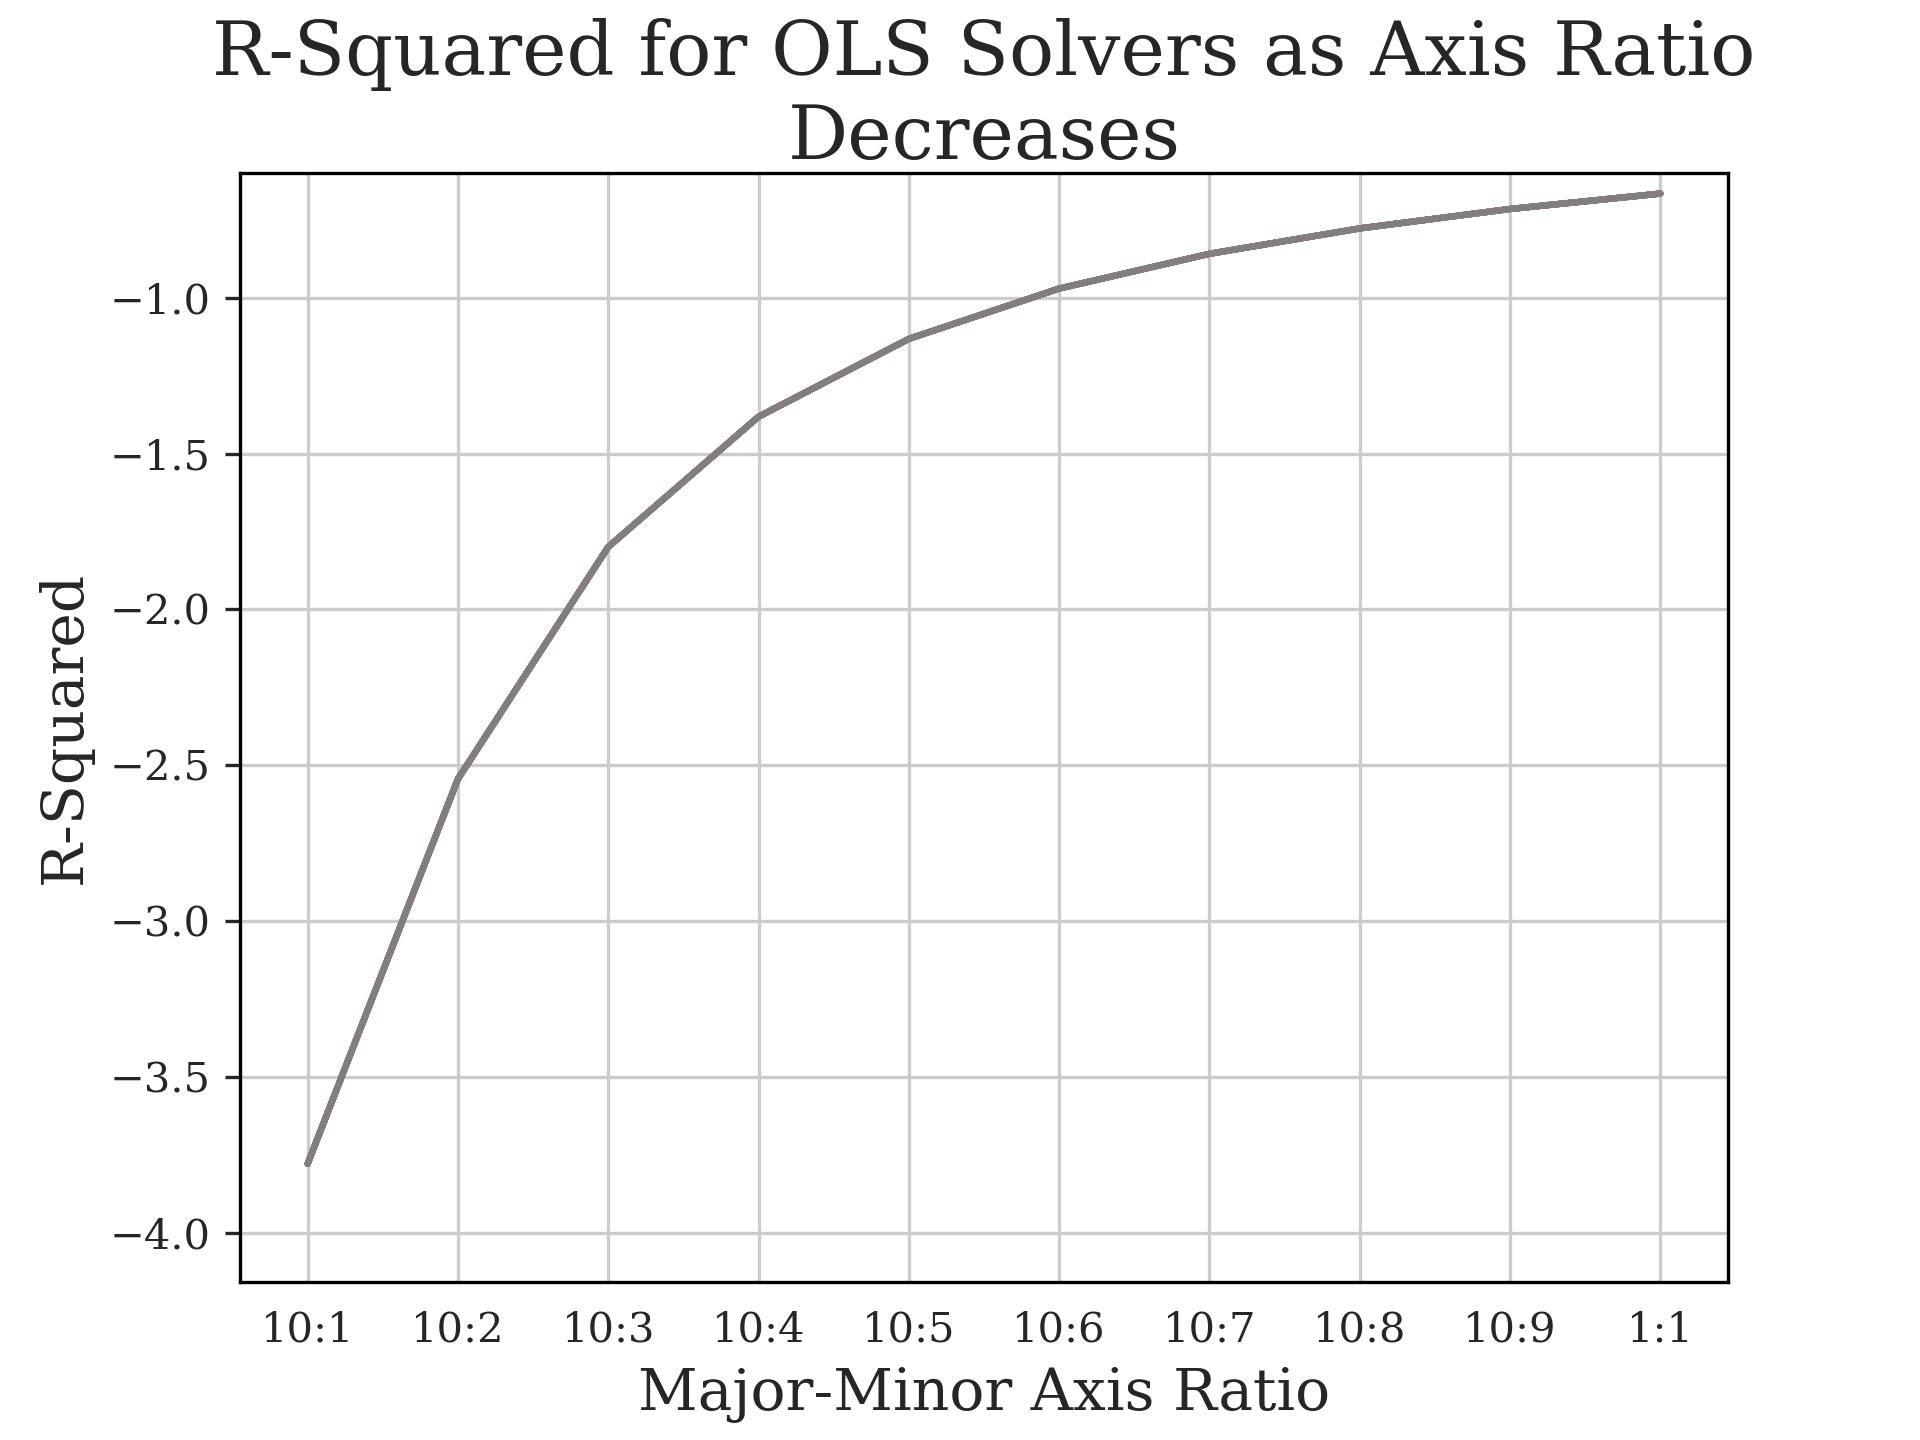 R-Squared for OLS Solvers as Axis Ratio
Decreases
R-Squared
−1.0
−1.5
−2.0
−2.5
−3.0
−3.5
−4.0
10:1 10:2 10:3 10:4 10:5 10:6 10:7 10:8 10:9 1:1
Major-Minor Axis Ratio